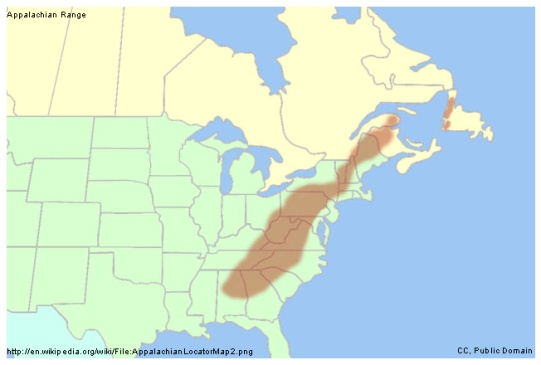 Appalachian Range
http://en.wikipedia.org/wiki/File:AppalachianLocatorMap2.png
CC, Public Domain